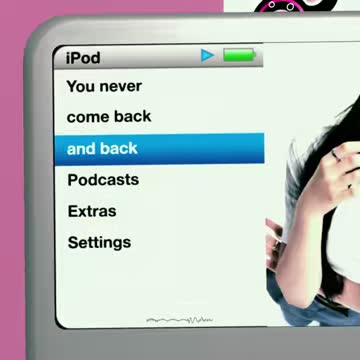 iPod
You never
come back
and back
Podcasts
Extras
Settings